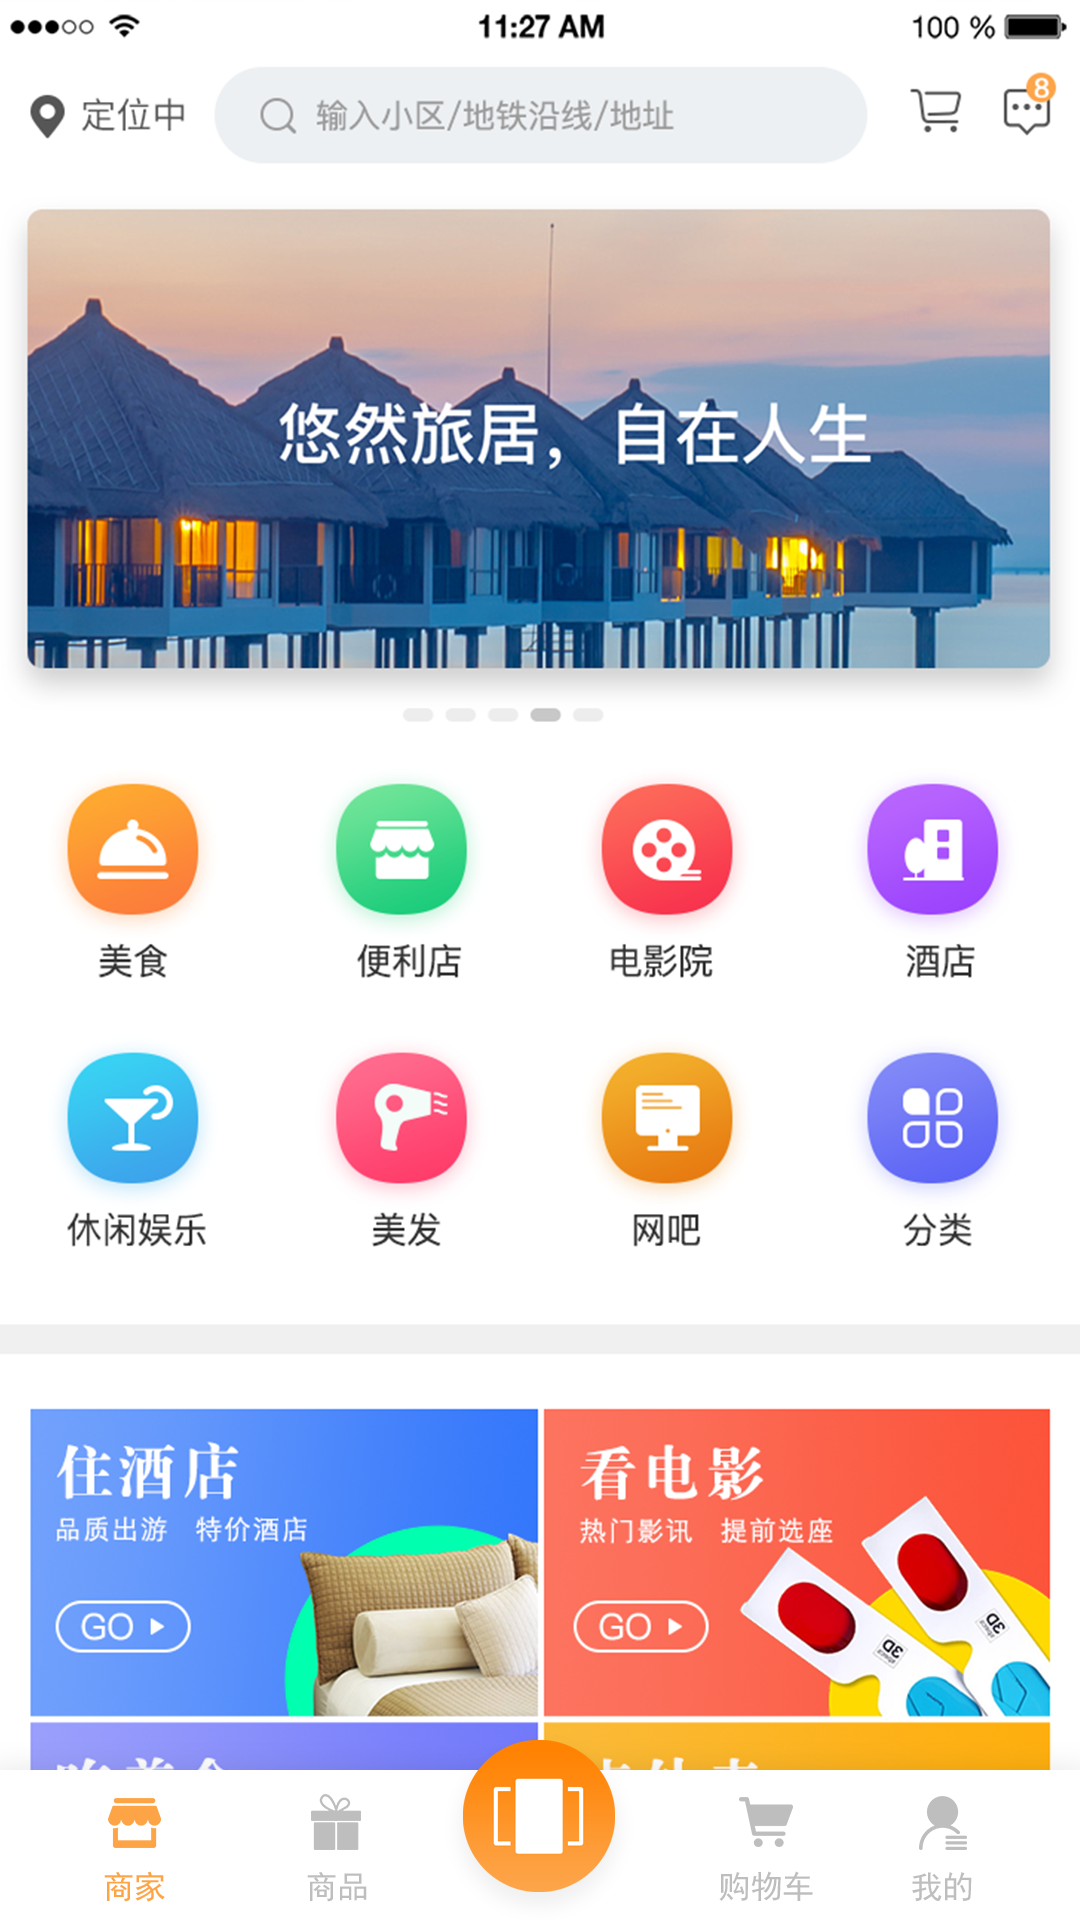 11:27 AM
100 %
定位中
输入小区/地铁沿线/地址
8
悠然旅居，自在人生
美食
便利店
电影院
酒店
休闲娱乐
美发
网吧
分类
住酒店
品质出游 特价酒店
GO
看电影
热门影讯 提前选座
GO
3D
3D
商家
商品
购物车
我的